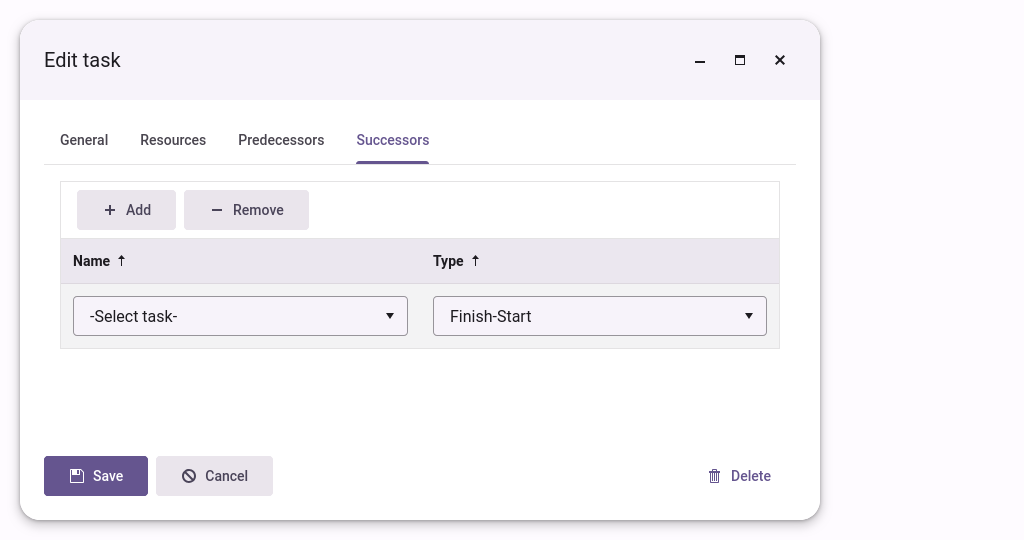 Edit task
General Resources Predecessors Successors
Add Remove
Name Type
-Select task- Finish-Start
Save Cancel Delete